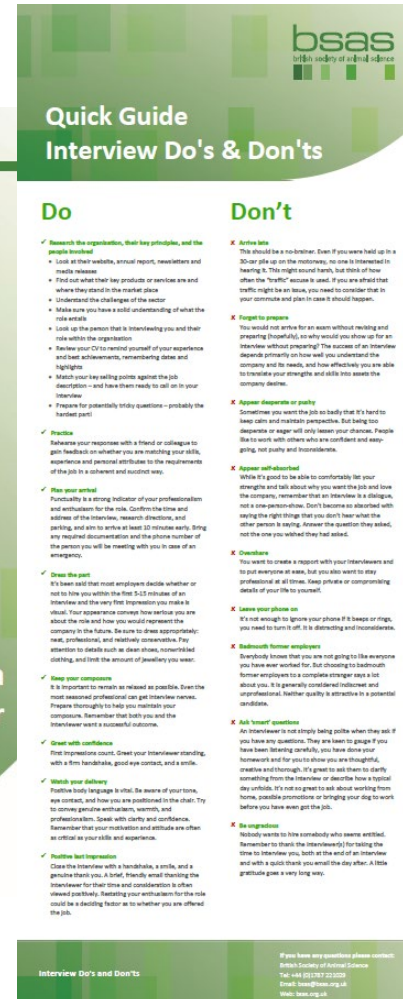 bsas
british society of animal science
Quick Guide
Interview Do's & Don'ts
Do
✓ Research the organisation, their key principles, and the
people involved
• Look at their website, annual report, newsletters and
media releases
• Find out what their key products or services are and
where they stand in the market place
• Understand the challenges of the sector
• Make sure you have a solid understanding of what the
role entails
• Look up the person that is interviewing you and their
role within the organisation
• Review your CV to remind yourself of your experience
and best achievements, remembering dates and
highlights
• Match your key selling points against the job
description – and have them ready to call on in your
interview
• Prepare for potentially tricky questions – probably the
hardest part!
✓ Practice
Rehearse your responses with a friend or colleague to
gain feedback on whether you are matching your skills,
experience and personal attributes to the requirements
of the job in a coherent and succinct way.
✓ Plan your arrival
Punctuality is a strong indicator of your professionalism
and enthusiasm for the role. Confirm the time and
address of the interview, research directions, and
parking, and aim to arrive at least 10 minutes early. Bring
any required documentation and the phone number of
the person you will be meeting with you in case of an
emergency.
✓ Dress the part
It's been said that most employers decide whether or
not to hire you within the first 5-15 minutes of an
interview and the very first impression you make is
visual. Your appearance conveys how serious you are
about the role and how you would represent the
company in the future. Be sure to dress appropriately:
neat, professional, and relatively conservative. Pay
attention to details such as clean shoes, nonwrinkled
clothing, and limit the amount of jewellery you wear.
✓ Keep your composure
It is important to remain as relaxed as possible. Even the
most seasoned professional can get interview nerves.
Prepare thoroughly to help you maintain your
composure. Remember that both you and the
interviewer want a successful outcome.
✓ Greet with confidence
First impressions count. Greet your interviewer standing,
with a firm handshake, good eye contact, and a smile.
✓ Watch your delivery
Positive body language is vital. Be aware of your tone,
eye contact, and how you are positioned in the chair. Try
to convey genuine enthusiasm, warmth, and
professionalism. Speak with clarity and confidence.
Remember that your motivation and attitude are often
as critical as your skills and experience.
✓ Positive last impression
Close the interview with a handshake, a smile, and a
genuine thank you. A brief, friendly email thanking the
interviewer for their time and consideration is often
viewed positively. Restating your enthusiasm for the role
could be a deciding factor as to whether you are offered
the job.
Don't
✗ Arrive late
This should be a no-brainer. Even if you were held up in a
30-car pile up on the motorway, no one is interested in
hearing it. This might sound harsh, but think of how
often the "traffic" excuse is used. If you are afraid that
traffic might be an issue, you need to consider that in
your commute and plan in case it should happen.
✗ Forget to prepare
You would not arrive for an exam without revising and
preparing (hopefully), so why would you show up for an
interview without preparing? The success of an interview
depends primarily on how well you understand the
company and its needs, and how effectively you are able
to translate your strengths and skills into assets the
company desires.
✗ Appear desperate or pushy
Sometimes you want the job so badly that it's hard to
keep calm and maintain perspective. But being too
desperate or eager will only lessen your chances. People
like to work with others who are confident and easy-
going, not pushy and inconsiderate.
✗ Appear self-absorbed
While it's good to be able to comfortably list your
strengths and talk about why you want the job and love
the company, remember that an interview is a dialogue,
not a one-person-show. Don't become so absorbed with
saying the right things that you don't hear what the
other person is saying. Answer the question they asked,
not the one you wished they had asked.
✗ Overshare
You want to create a rapport with your interviewers and
to put everyone at ease, but you also want to stay
professional at all times. Keep private or compromising
details of your life to yourself.
✗ Leave your phone on
It's not enough to ignore your phone if it beeps or rings,
you need to turn it off. It is distracting and inconsiderate.
✗ Badmouth former employers
Everybody knows that you are not going to like everyone
you have ever worked for. But choosing to badmouth
former employers to a complete stranger says a lot
about you. It is generally considered indiscreet and
unprofessional. Neither quality is attractive in a potential
candidate.
✗ Ask 'smart' questions
An interviewer is not simply being polite when they ask if
you have any questions. They are keen to gauge if you
have been listening carefully, you have done your
homework and for you to show you are thoughtful,
creative and thorough. It's great to ask them to clarify
something from the interview or describe how a typical
day unfolds. It's not so great to ask about working from
home, possible promotions or bringing your dog to work
before you have even got the job.
✗ Be ungracious
Nobody wants to hire somebody who seems entitled.
Remember to thank the interviewer(s) for taking the
time to interview you, both at the end of an interview
and with a quick thank you email the day after. A little
gratitude goes a very long way.
Interview Do's and Don'ts
If you have any questions please contact:
British Society of Animal Science
Tel: +44 (0)1787 221029
Email: bsas@bsas.org.uk
Web: bsas.org.uk